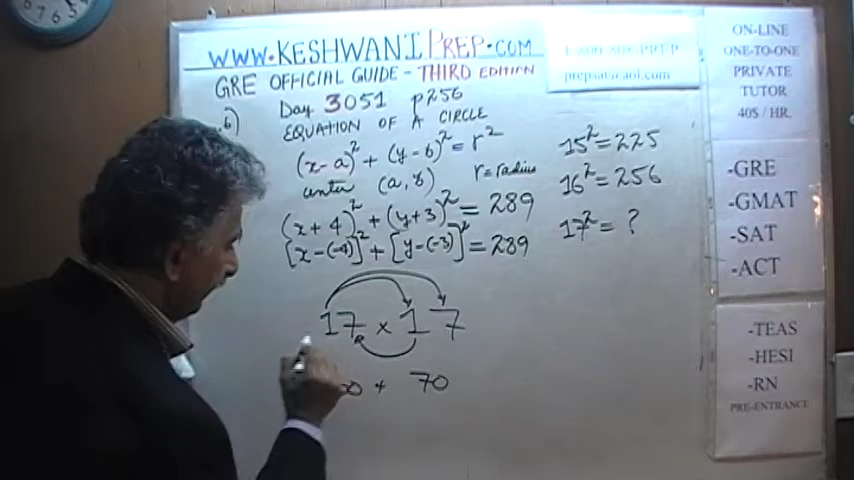 www.KESHWANIPREP.COM
GRE OFFICIAL GUIDE - THIRD EDITION
Day 3051 p256
EQUATION OF A CIRCLE
(x-a)² + (y-b)² = r²
center (a, b) r = radius
(x+4)² + (y+3)² = 289
[x-(-4)]² + [y-(-3)]² = 289
17 x 17
+ 70
15² = 225
16² = 256
17² = ?
ON-LINE
ONE-TO-ONE
PRIVATE
TUTOR
40$ / HR.
-GRE
-GMAT
-SAT
-ACT
-TEAS
-HESI
-RN
PRE-ENTRANCE